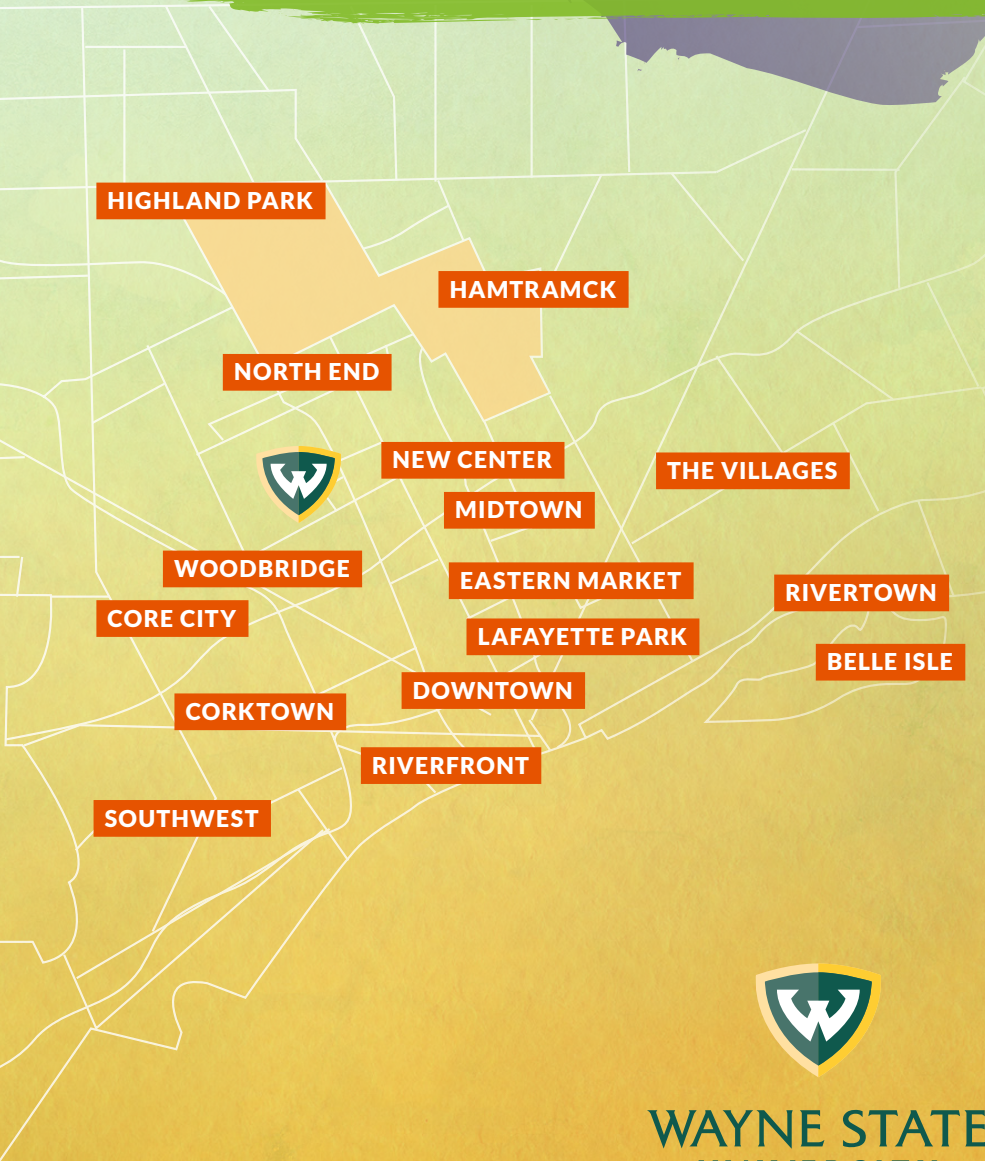 HIGHLAND PARK
HAMTRAMCK
NORTH END
NEW CENTER
THE VILLAGES
MIDTOWN
WOODBRIDGE
EASTERN MARKET
RIVERTOWN
CORE CITY
LAFAYETTE PARK
BELLE ISLE
DOWNTOWN
CORKTOWN
RIVERFRONT
SOUTHWEST
WAYNE STATE